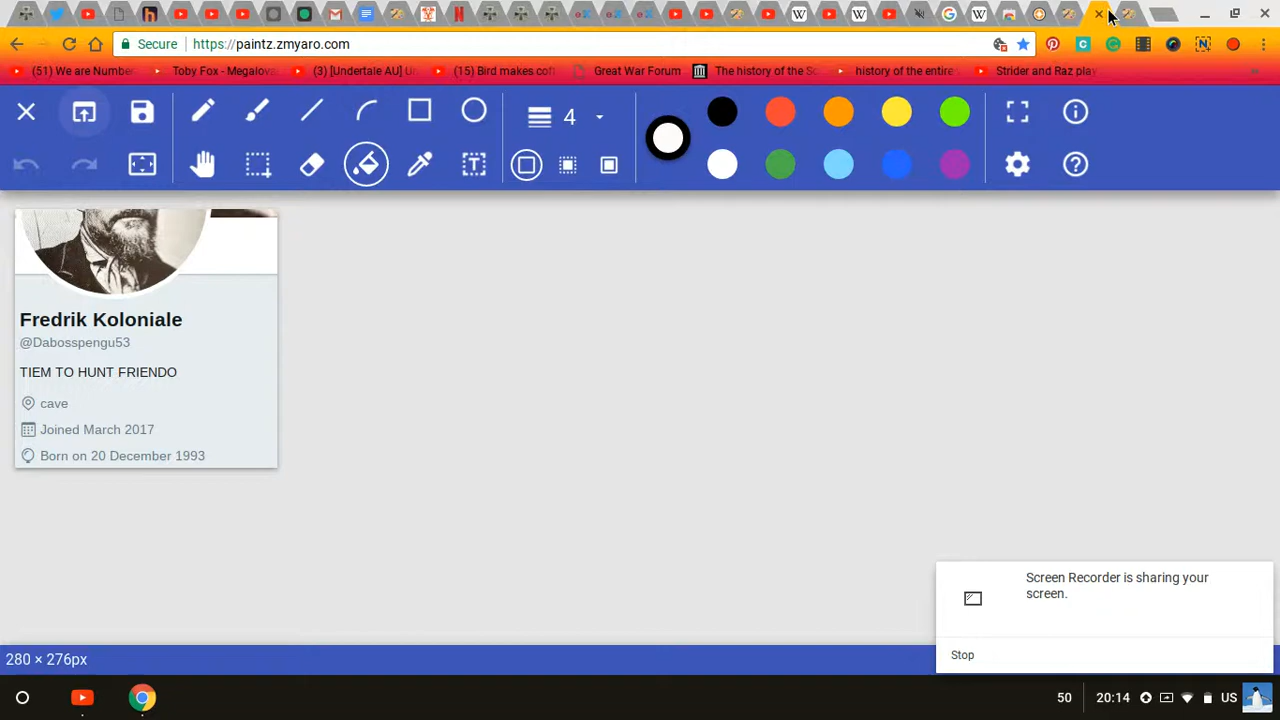 Secure
https://paintz.zmyaro.com
(51) We are Number
Toby Fox - Megalova
(3) [Undertale AU] U
(15) Bird makes coff
Great War Forum
The history of the Sc
history of the entire
Strider and Raz play
4
Fredrik Koloniale
@Dabosspengu53
TIEM TO HUNT FRIENDO
cave
Joined March 2017
Born on 20 December 1993
Screen Recorder is sharing your
screen.
Stop
280 × 276px
50
20:14
US